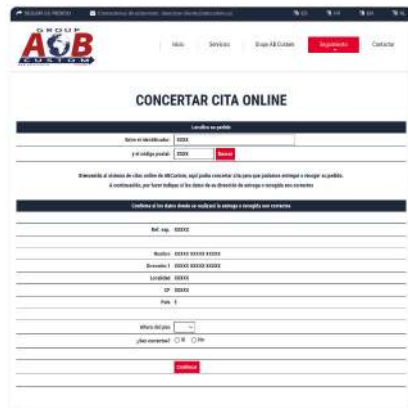 GROUP
AGB
CUSTOM
Inicio Servicios Grupo AB Custom Seguimiento Contactar
CONCERTAR CITA ONLINE
Localice su pedido
Entre el identificador: XXXX
y el código postal: XXXX Buscar
Bienvenido al sistema de citas online de ABCustom, aquí podrá concertar cita para que podamos entregar o recoger su pedido.
A continuación, por favor indique si los datos de su dirección de entrega o recogida son correctos
Confirme si los datos donde se realizará la entrega o recogida son correctos
Ref. exp. XXXXX
Nombre XXXXX XXXXX XXXXX
Dirección 1 XXXXX XXXXX XXXXX
Localidad XXXXX
CP XXXXX
País
Altura del piso
¿Son correctos? Sí No
Continuar